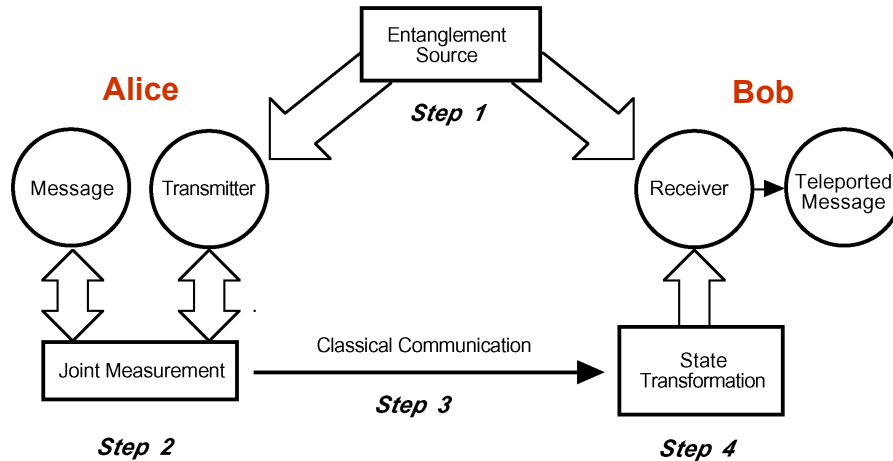 Entanglement
Source
Alice
Bob
Step 1
Message
Transmitter
Receiver
Teleported
Message
Classical Communication
Joint Measurement
State
Transformation
Step 3
Step 2
Step 4